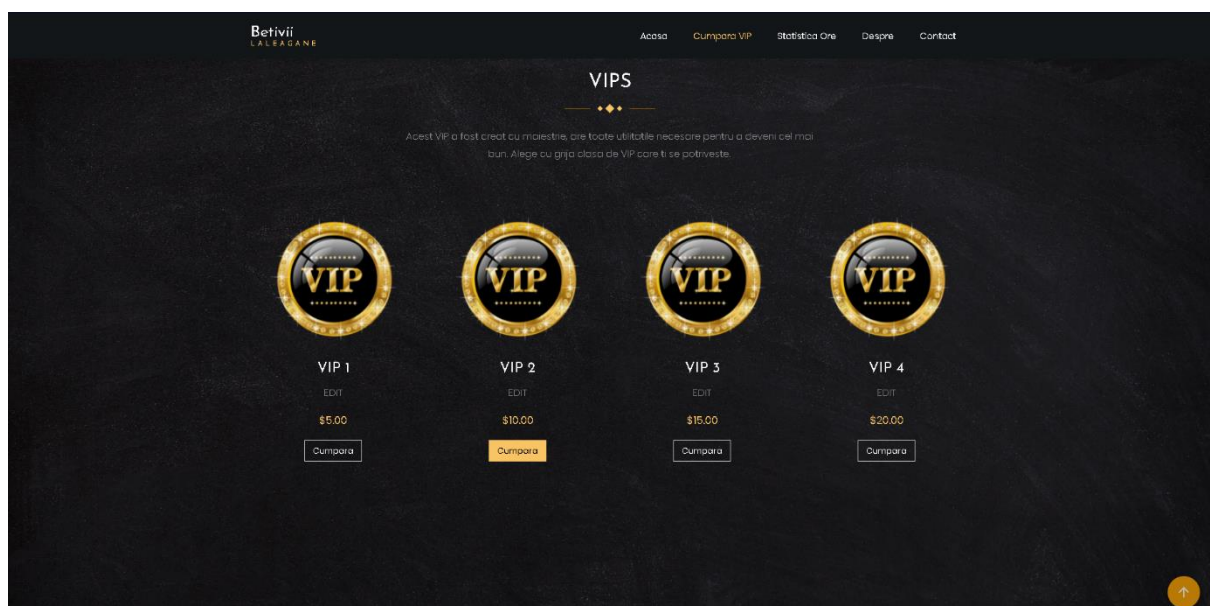 Betivii
LALEAGANE
Acasa Cumpara VIP Statistica Ore Despre Contact
VIPS
Acest VIP a fost creat cu maiestrie, are toate utilitatile necesare pentru a deveni cel mai
bun. Alege cu grija clasa de VIP care ti se potriveste.
VIP VIP VIP VIP
VIP 1 VIP 2 VIP 3 VIP 4
EDIT EDIT EDIT EDIT
$5.00 $10.00 $15.00 $20.00
Cumpara Cumpara Cumpara Cumpara